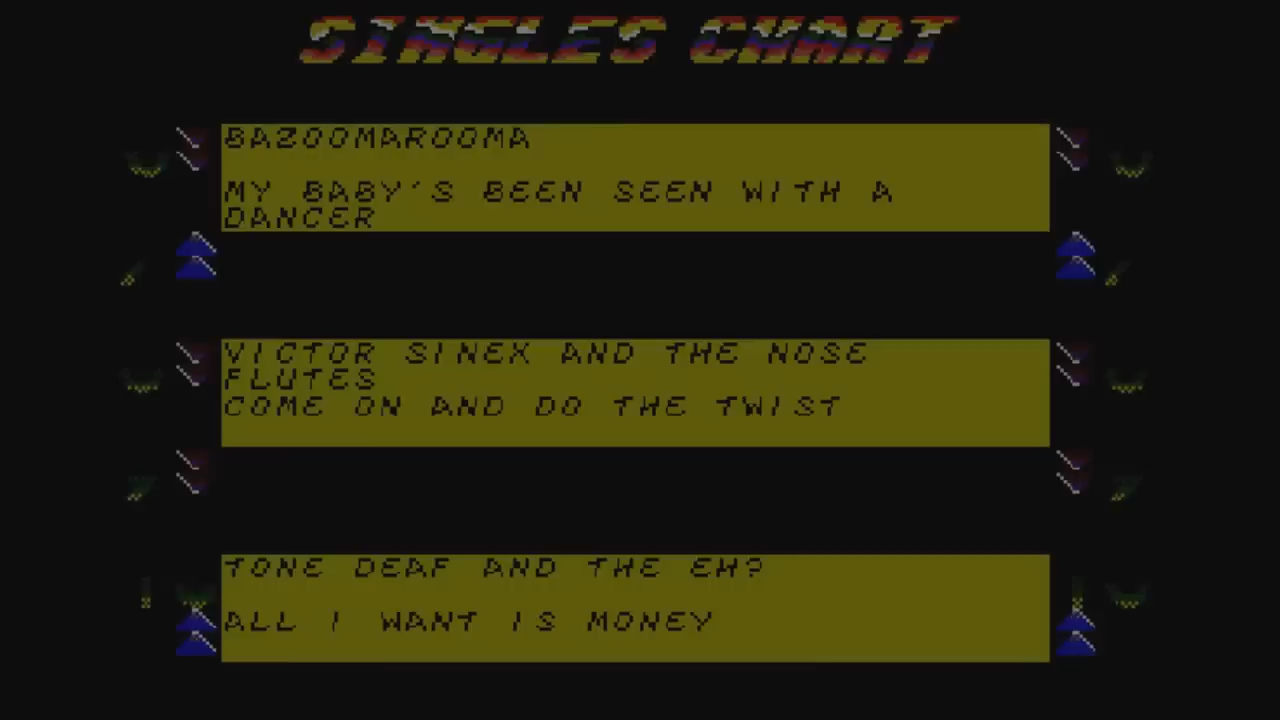 SINGLES CHART
BAZOOMAROOMA
MY BABY'S BEEN SEEN WITH A
DANCER
VICTOR SINEX AND THE NOSE
FLUTES
COME ON AND DO THE TWIST
TONE DEAF AND THE EH?
ALL I WANT IS MONEY